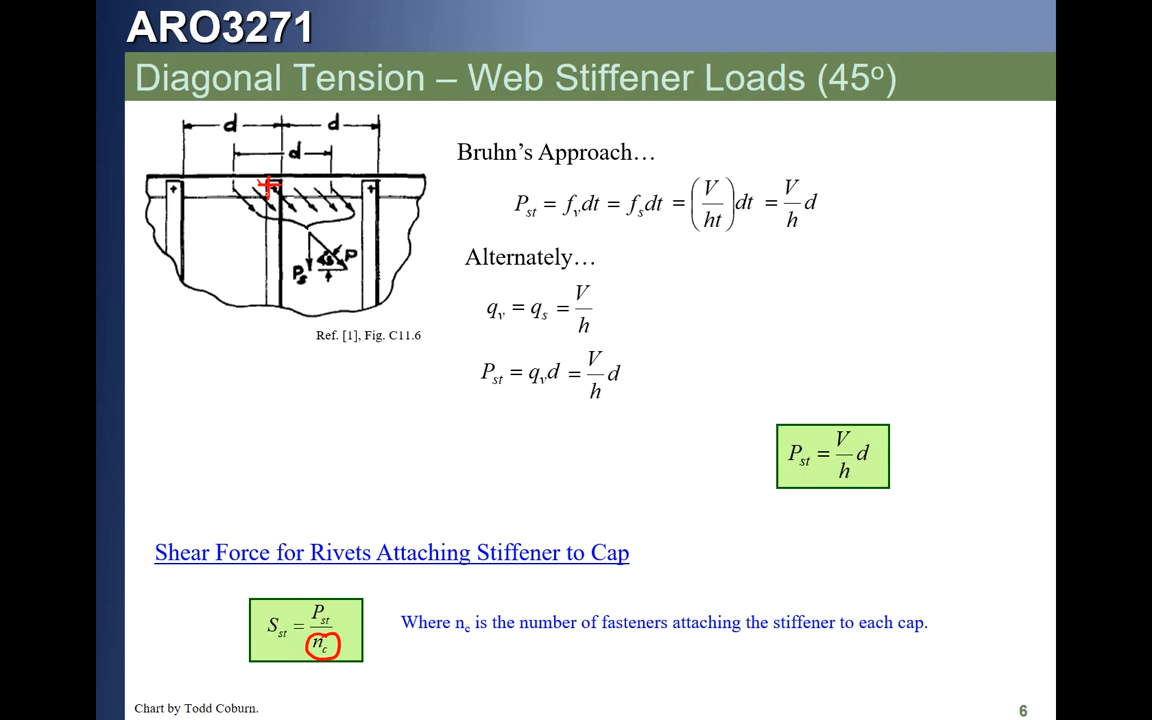 ARO3271
Diagonal Tension – Web Stiffener Loads (45°)
d d
d
P
45
Ps
Ref. [1], Fig. C11.6
Bruhn's Approach…
P_st = f_v dt = f_s dt = (V/ht) dt = V/h d
Alternately…
q_v = q_s = V/h
P_st = q_v d = V/h d
P_st = V/h d
Shear Force for Rivets Attaching Stiffener to Cap
S_st = P_st/n_c
Where n_c is the number of fasteners attaching the stiffener to each cap.
Chart by Todd Coburn.
6